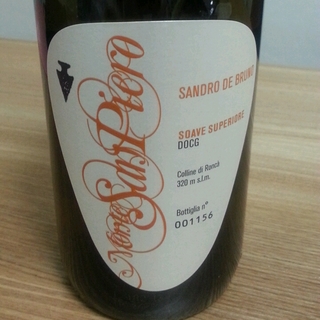 Monte San Piero
SANDRO DE BRUNO
SOAVE SUPERIORE
DOCG
Colline di Roncà
320 m s.l.m.
Bottiglia n°
001156